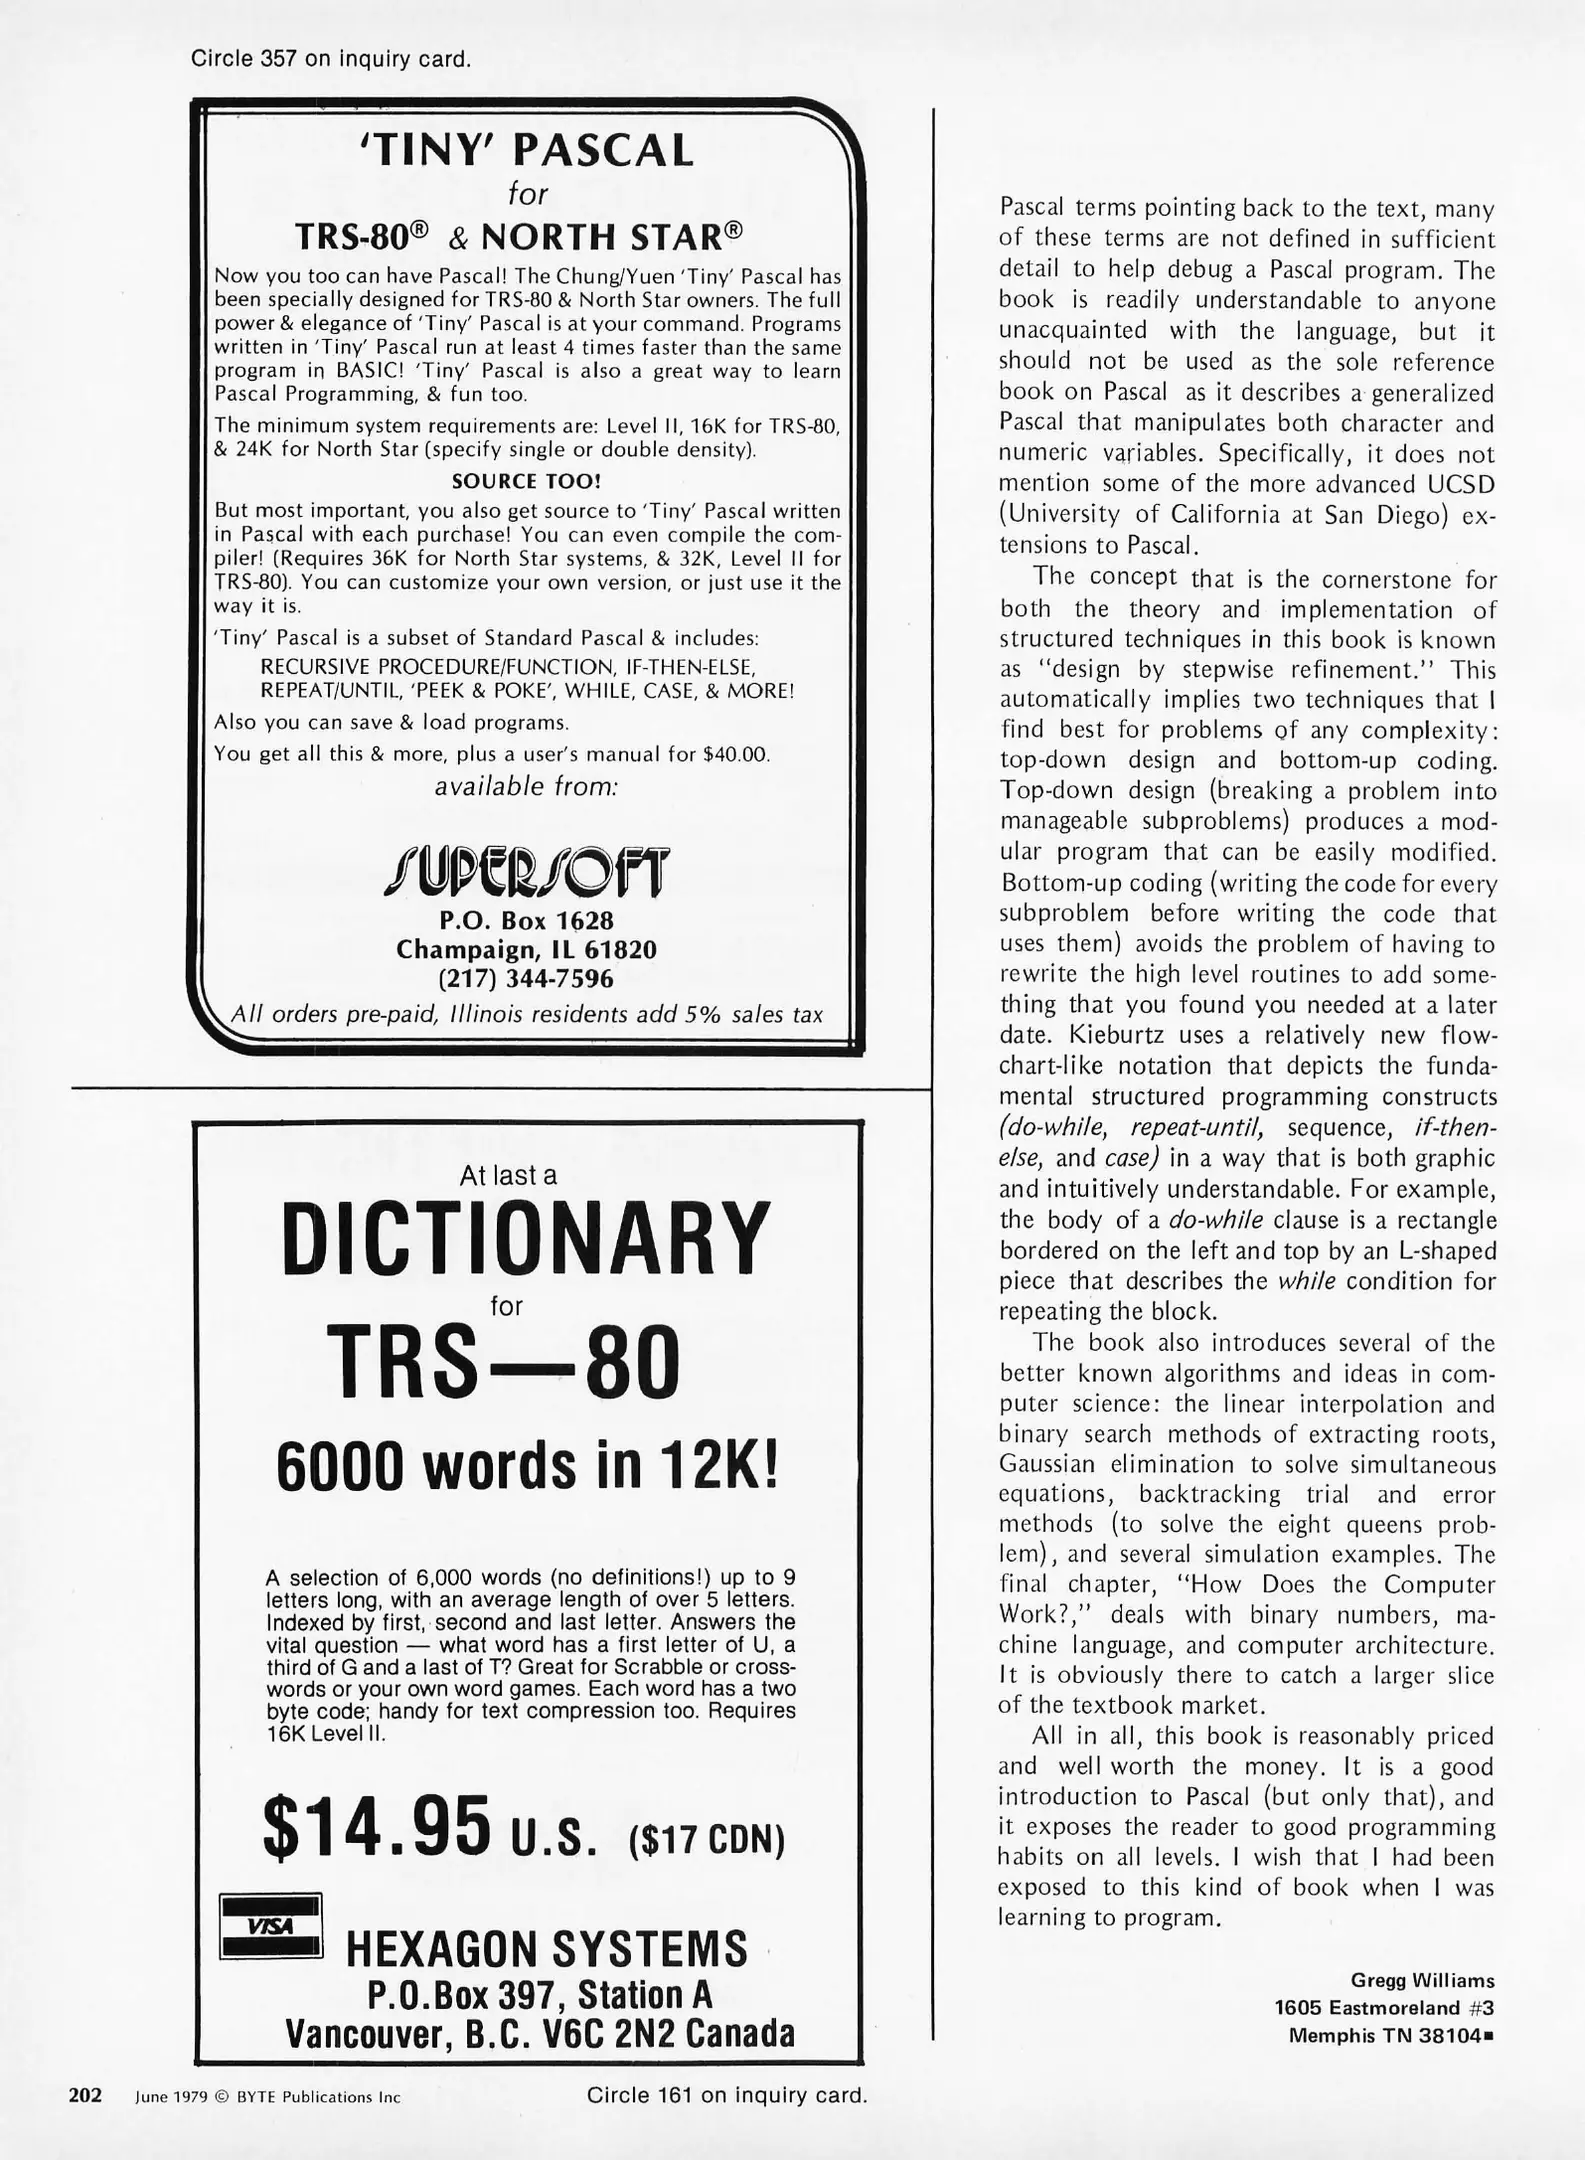 Circle 357 on inquiry card.
'TINY' PASCAL
for
TRS-80® & NORTH STAR®
Now you too can have Pascal! The Chung/Yuen 'Tiny' Pascal has
been specially designed for TRS-80 & North Star owners. The full
power & elegance of 'Tiny' Pascal is at your command. Programs
written in 'Tiny' Pascal run at least 4 times faster than the same
program in BASIC! 'Tiny' Pascal is also a great way to learn
Pascal Programming, & fun too.
The minimum system requirements are: Level II, 16K for TRS-80,
& 24K for North Star (specify single or double density).
SOURCE TOO!
But most important, you also get source to 'Tiny' Pascal written
in Pascal with each purchase! You can even compile the com-
piler! (Requires 36K for North Star systems, & 32K, Level II for
TRS-80). You can customize your own version, or just use it the
way it is.
'Tiny' Pascal is a subset of Standard Pascal & includes:
RECURSIVE PROCEDURE/FUNCTION, IF-THEN-ELSE,
REPEAT/UNTIL, 'PEEK & POKE', WHILE, CASE, & MORE!
Also you can save & load programs.
You get all this & more, plus a user's manual for $40.00.
available from:
SUPERSOFT
P.O. Box 1628
Champaign, IL 61820
(217) 344-7596
All orders pre-paid, Illinois residents add 5% sales tax
At last a
DICTIONARY
for
TRS—80
6000 words in 12K!
A selection of 6,000 words (no definitions!) up to 9
letters long, with an average length of over 5 letters.
Indexed by first, second and last letter. Answers the
vital question — what word has a first letter of U, a
third of G and a last of T? Great for Scrabble or cross-
words or your own word games. Each word has a two
byte code; handy for text compression too. Requires
16K Level II.
$14.95 U.S. ($17 CDN)
VISA
HEXAGON SYSTEMS
P.O.Box 397, Station A
Vancouver, B.C. V6C 2N2 Canada
Pascal terms pointing back to the text, many
of these terms are not defined in sufficient
detail to help debug a Pascal program. The
book is readily understandable to anyone
unacquainted with the language, but it
should not be used as the sole reference
book on Pascal as it describes a generalized
Pascal that manipulates both character and
numeric variables. Specifically, it does not
mention some of the more advanced UCSD
(University of California at San Diego) ex-
tensions to Pascal.
The concept that is the cornerstone for
both the theory and implementation of
structured techniques in this book is known
as "design by stepwise refinement." This
automatically implies two techniques that I
find best for problems of any complexity:
top-down design and bottom-up coding.
Top-down design (breaking a problem into
manageable subproblems) produces a mod-
ular program that can be easily modified.
Bottom-up coding (writing the code for every
subproblem before writing the code that
uses them) avoids the problem of having to
rewrite the high level routines to add some-
thing that you found you needed at a later
date. Kieburtz uses a relatively new flow-
chart-like notation that depicts the funda-
mental structured programming constructs
(do-while, repeat-until, sequence, if-then-
else, and case) in a way that is both graphic
and intuitively understandable. For example,
the body of a do-while clause is a rectangle
bordered on the left and top by an L-shaped
piece that describes the while condition for
repeating the block.
The book also introduces several of the
better known algorithms and ideas in com-
puter science: the linear interpolation and
binary search methods of extracting roots,
Gaussian elimination to solve simultaneous
equations, backtracking trial and error
methods (to solve the eight queens prob-
lem), and several simulation examples. The
final chapter, "How Does the Computer
Work?," deals with binary numbers, ma-
chine language, and computer architecture.
It is obviously there to catch a larger slice
of the textbook market.
All in all, this book is reasonably priced
and well worth the money. It is a good
introduction to Pascal (but only that), and
it exposes the reader to good programming
habits on all levels. I wish that I had been
exposed to this kind of book when I was
learning to program.
Gregg Williams
1605 Eastmoreland #3
Memphis TN 38104■
202 June 1979 © BYTE Publications Inc
Circle 161 on inquiry card.